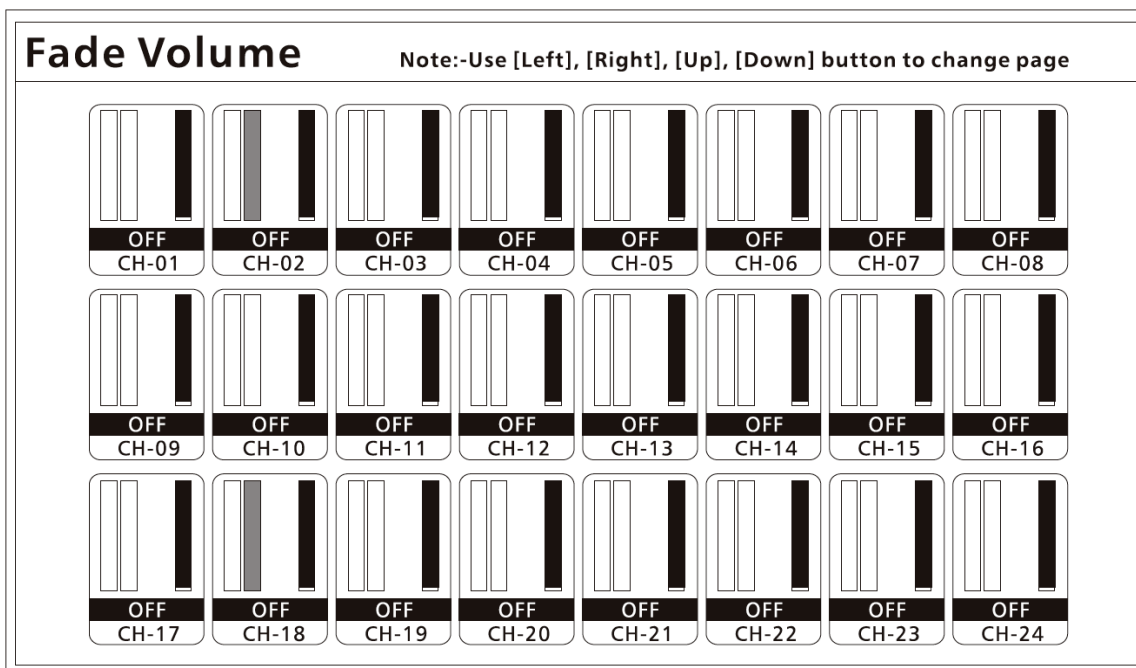 Fade Volume
Note:-Use [Left], [Right], [Up], [Down] button to change page
OFF OFF OFF OFF OFF OFF OFF OFF
CH-01 CH-02 CH-03 CH-04 CH-05 CH-06 CH-07 CH-08
OFF OFF OFF OFF OFF OFF OFF OFF
CH-09 CH-10 CH-11 CH-12 CH-13 CH-14 CH-15 CH-16
OFF OFF OFF OFF OFF OFF OFF OFF
CH-17 CH-18 CH-19 CH-20 CH-21 CH-22 CH-23 CH-24